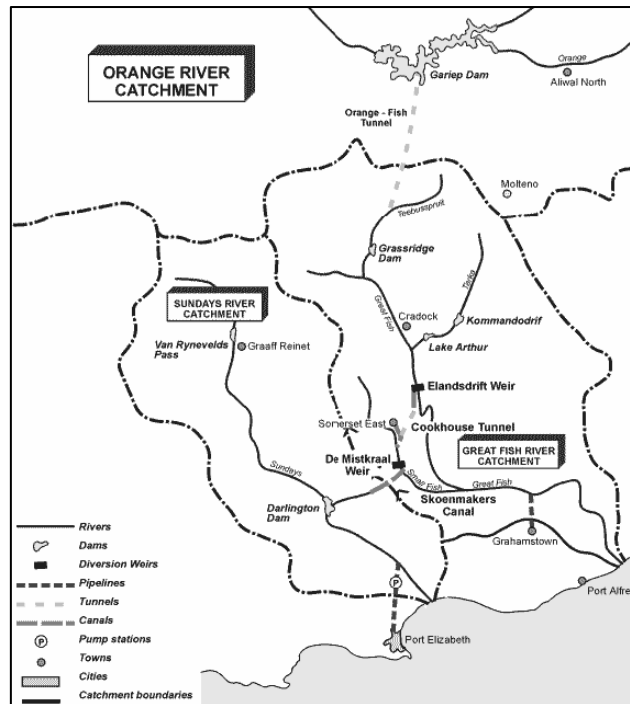 ORANGE RIVER
CATCHMENT
Gariep Dam
Orange
Aliwal North
Orange - Fish
Tunnel
Molteno
Teebusspruit
Grassridge
Dam
SUNDAYS RIVER
CATCHMENT
Great Fish
Tarka
Cradock
Kommandodrif
Van Rynevelds
Pass
Graaff Reinet
Lake Arthur
Elandsdrift Weir
Somerset East
Cookhouse Tunnel
De Mistkraal
Weir
GREAT FISH RIVER
CATCHMENT
Sundays
Small Fish
Great Fish
Skoenmakers
Canal
Darlington
Dam
Grahamstown
Rivers
Dams
Diversion Weirs
Pipelines
Tunnels
Canals
P
Pump stations
Towns
Cities
Catchment boundaries
P
Port Alfre
Port Elizabeth